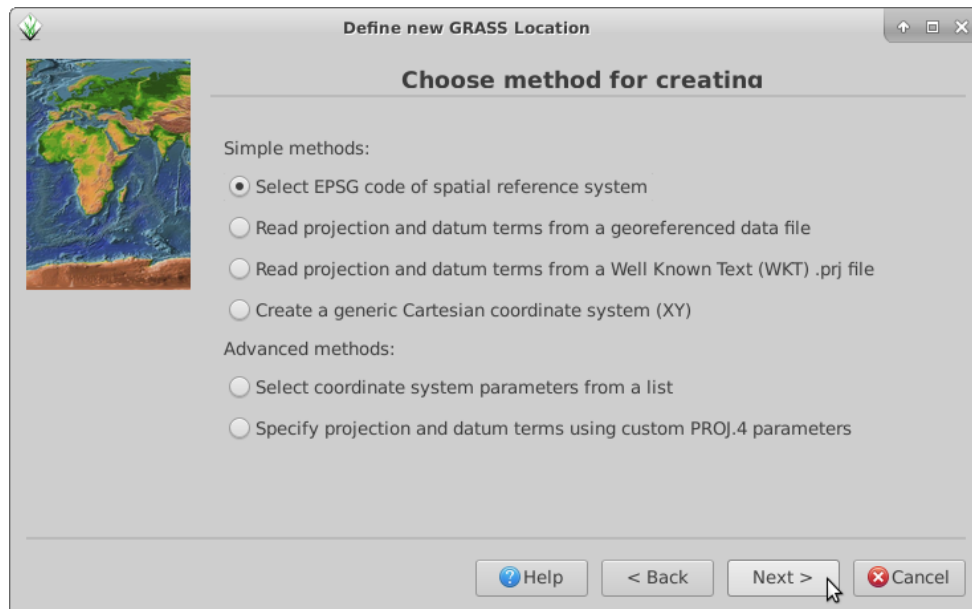 Define new GRASS Location
Choose method for creating
Simple methods:
Select EPSG code of spatial reference system
Read projection and datum terms from a georeferenced data file
Read projection and datum terms from a Well Known Text (WKT) .prj file
Create a generic Cartesian coordinate system (XY)
Advanced methods:
Select coordinate system parameters from a list
Specify projection and datum terms using custom PROJ.4 parameters
Help
< Back
Next >
Cancel